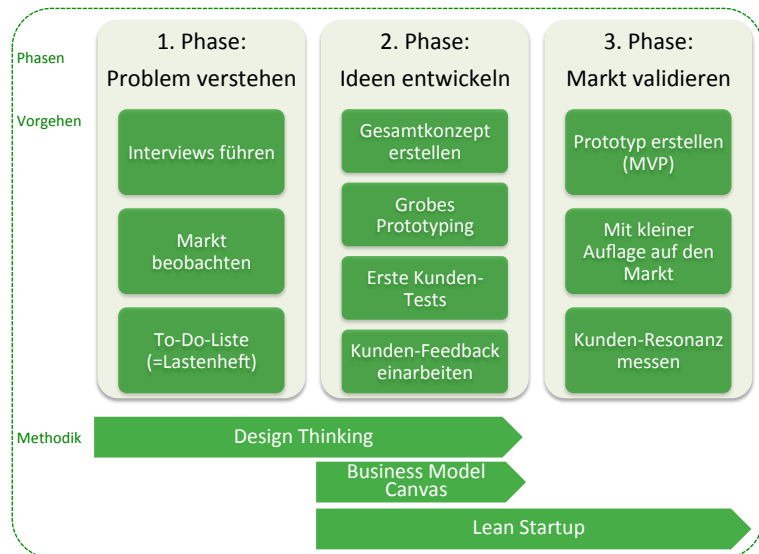 Phasen
1. Phase:
Problem verstehen
2. Phase:
Ideen entwickeln
3. Phase:
Markt validieren
Vorgehen
Interviews führen
Markt
beobachten
To-Do-Liste
(=Lastenheft)
Gesamtkonzept
erstellen
Grobes
Prototyping
Erste Kunden-
Tests
Kunden-Feedback
einarbeiten
Prototyp erstellen
(MVP)
Mit kleiner
Auflage auf den
Markt
Kunden-Resonanz
messen
Methodik
Design Thinking
Business Model
Canvas
Lean Startup